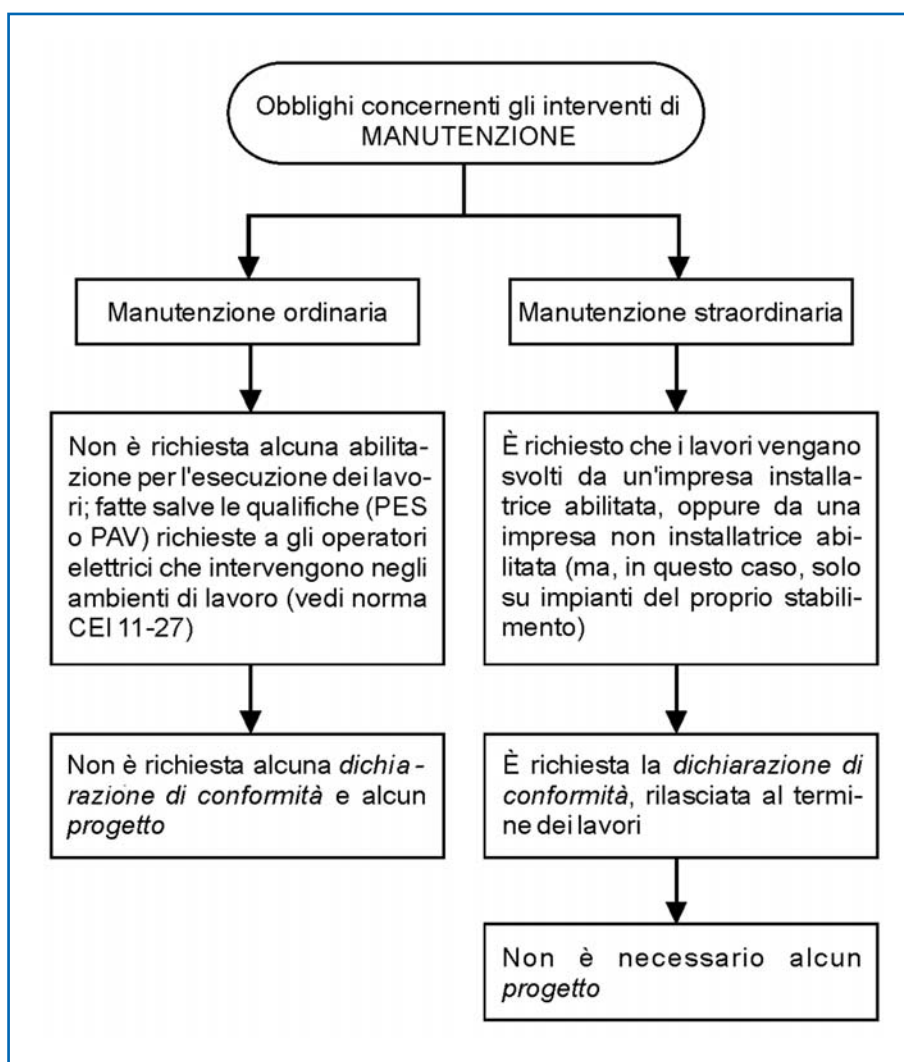 Obblighi concernenti gli interventi di
MANUTENZIONE
Manutenzione ordinaria
Manutenzione straordinaria
Non è richiesta alcuna abilita-
zione per l'esecuzione dei lavo-
ri; fatte salve le qualifiche (PES
o PAV) richieste a gli operatori
elettrici che intervengono negli
ambienti di lavoro (vedi norma
CEI 11-27)
È richiesto che i lavori vengano
svolti da un'impresa installa-
trice abilitata, oppure da una
impresa non installatrice abi-
litata (ma, in questo caso, solo
su impianti del proprio stabili-
mento)
Non è richiesta alcuna dichia-
razione di conformità e alcun
progetto
È richiesta la dichiarazione di
conformità, rilasciata al termi-
ne dei lavori
Non è necessario alcun
progetto